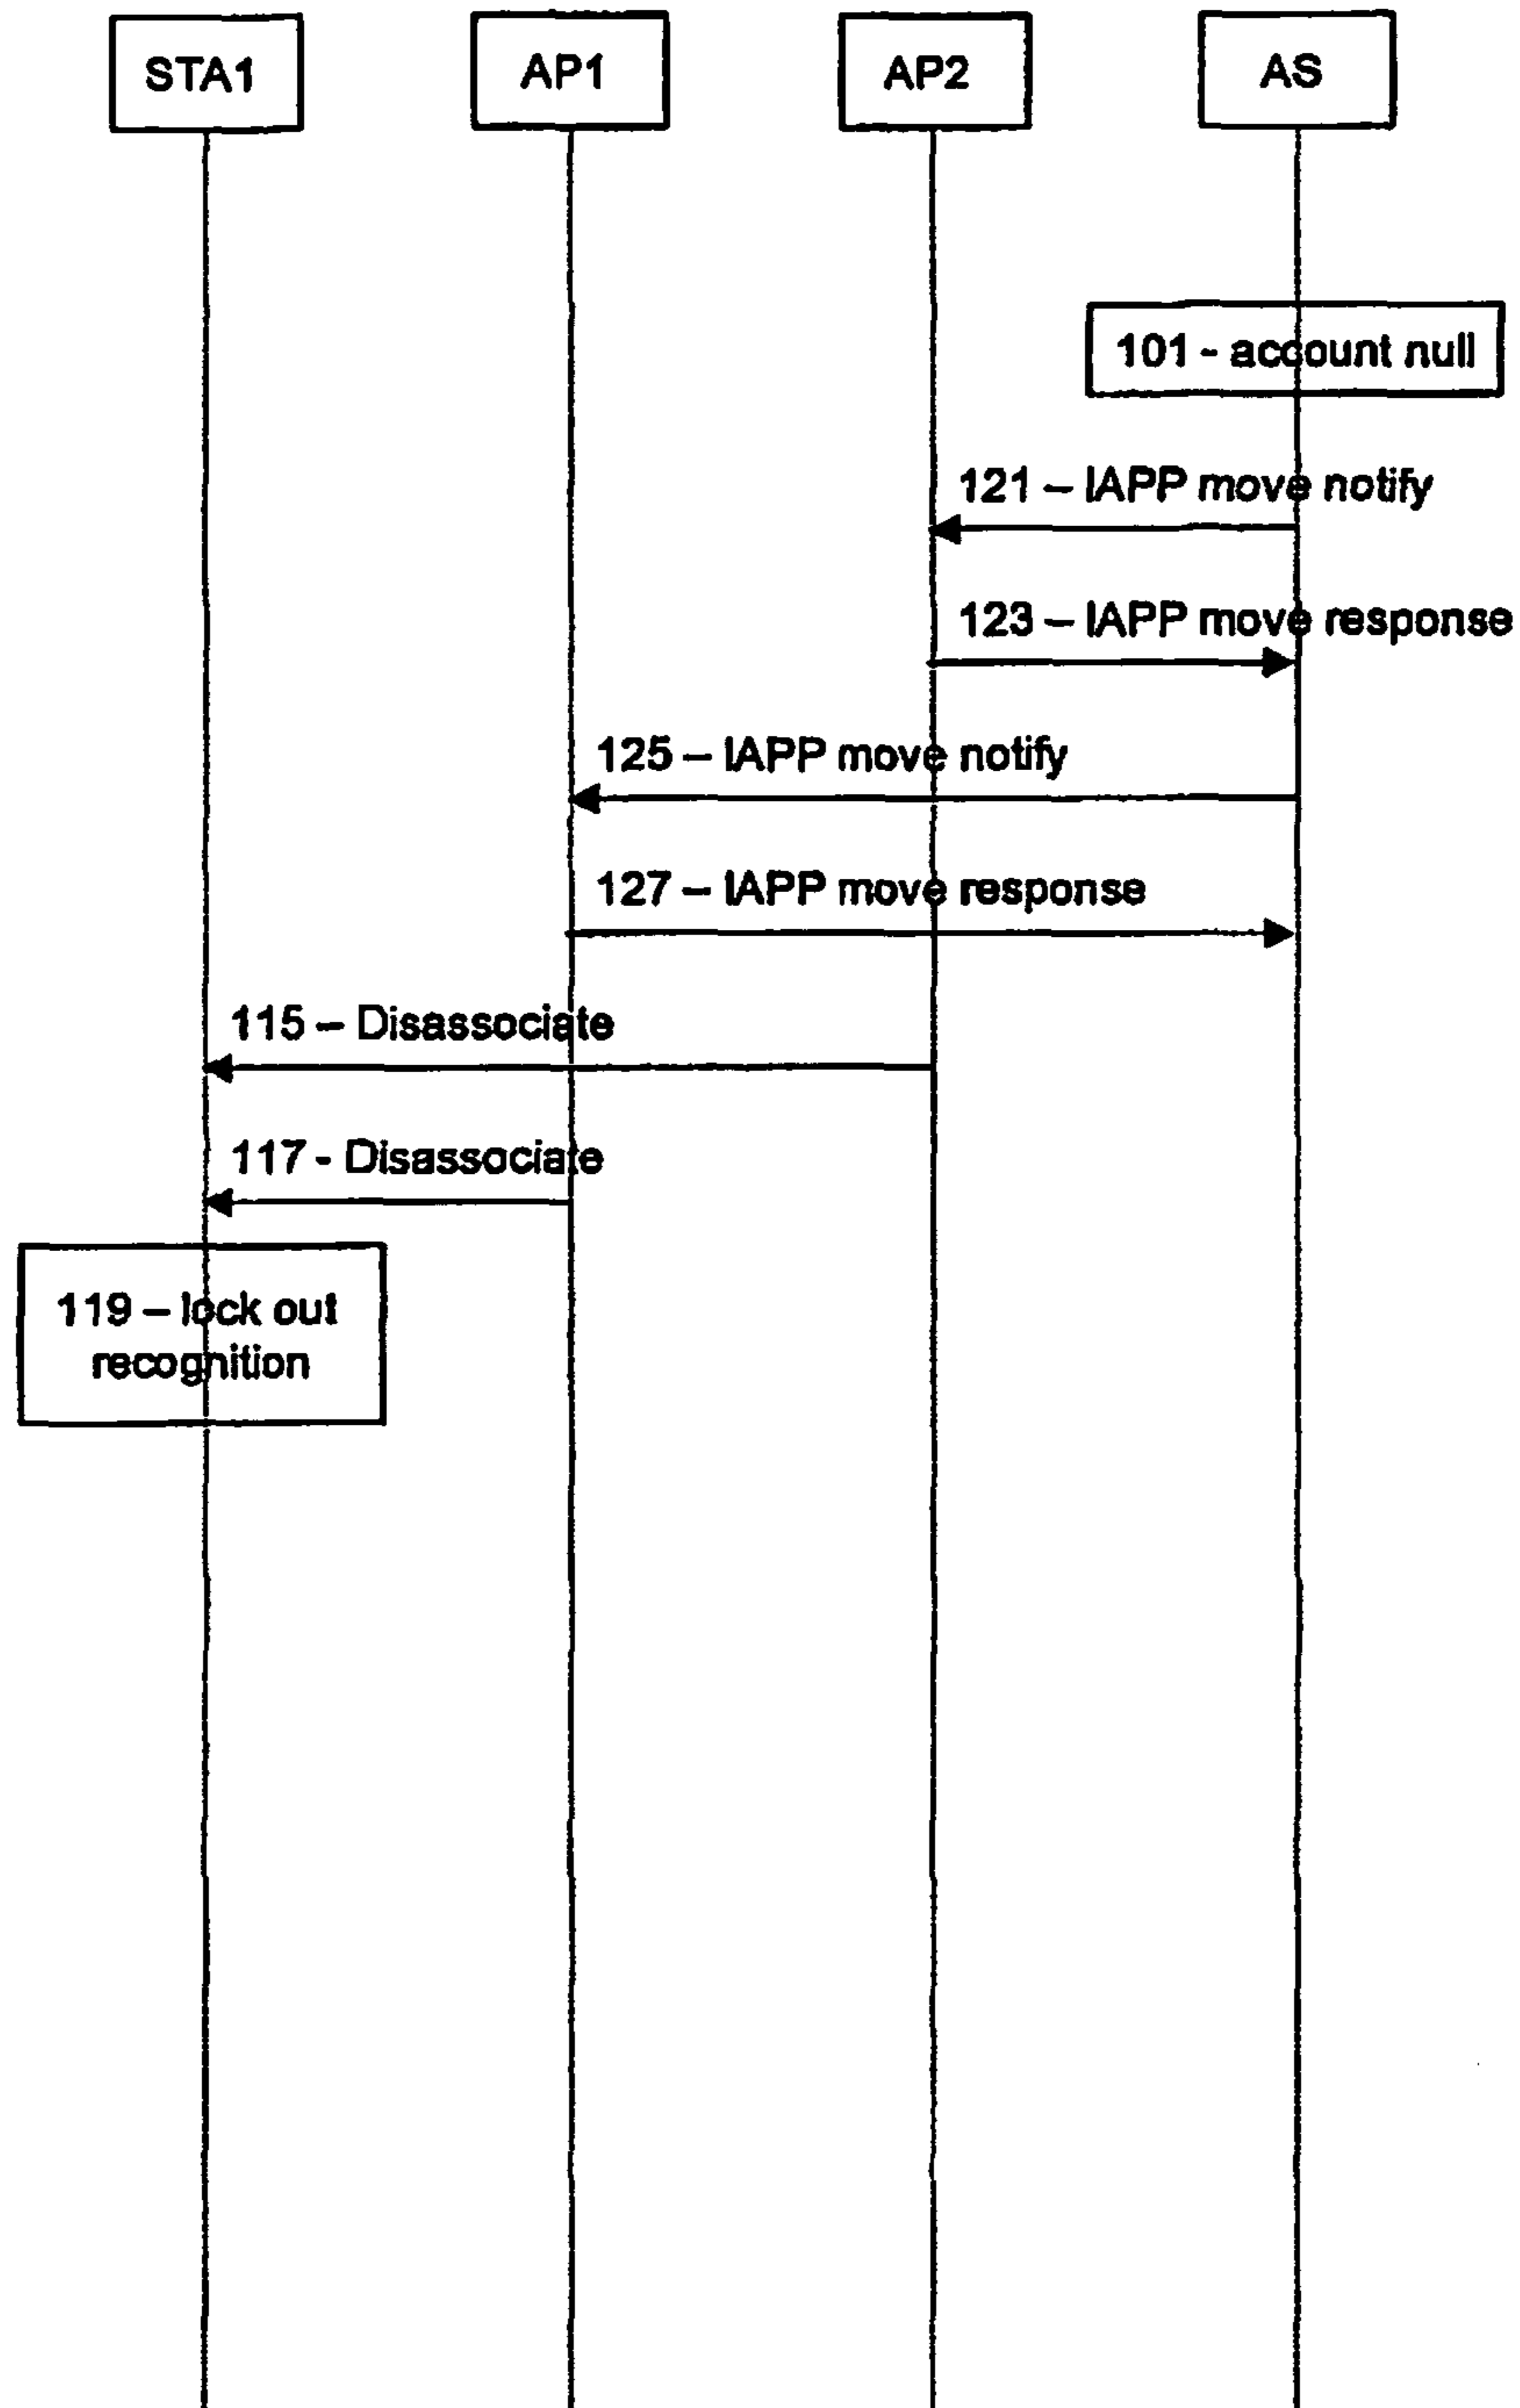 STA1
AP1
AP2
AS
101 - account null
121 – IAPP move notify
123 – IAPP move response
125 – IAPP move notify
127 – IAPP move response
115 – Disassociate
117 - Disassociate
119 – lock out
recognition